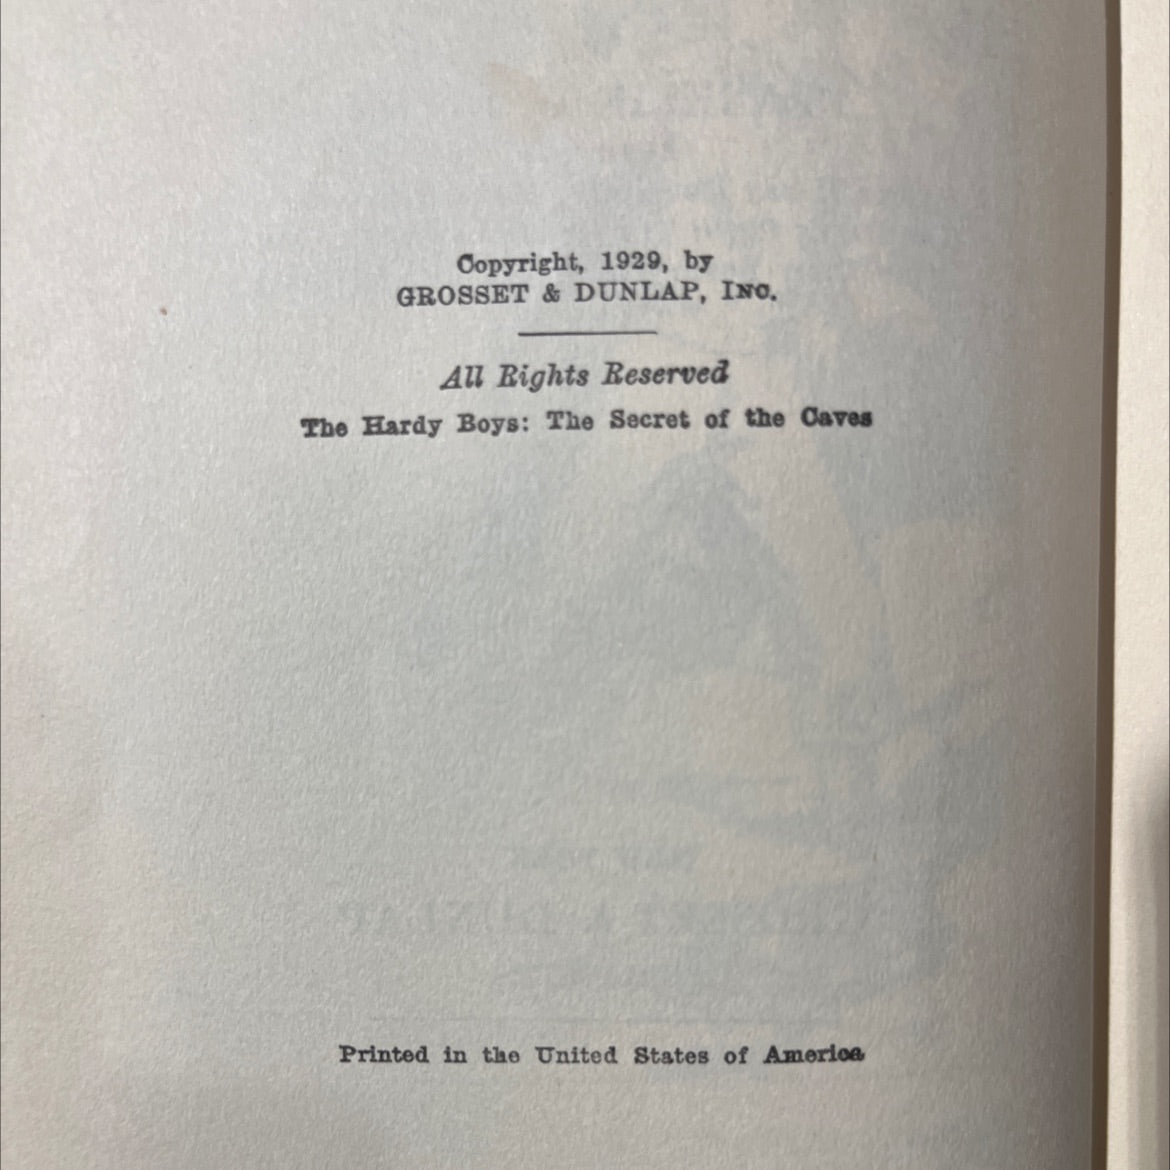 Copyright, 1929, by
GROSSET & DUNLAP, INC.
All Rights Reserved
The Hardy Boys: The Secret of the Caves
Printed in the United States of America